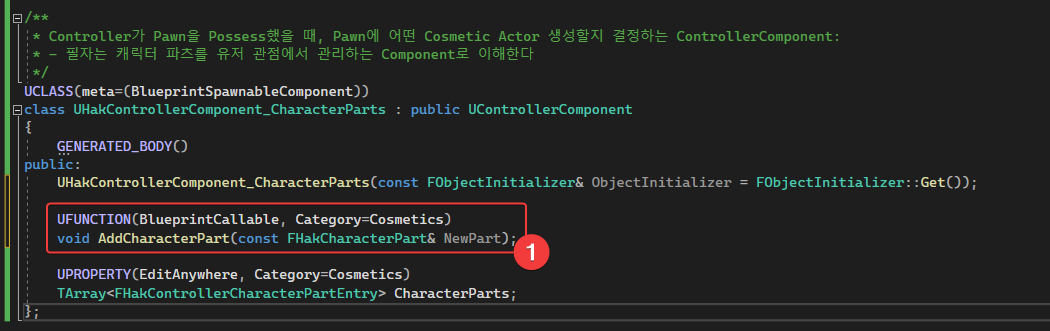 /**
* Controller가 Pawn을 Possess했을 때, Pawn에 어떤 Cosmetic Actor 생성할지 결정하는 ControllerComponent:
* - 필자는 캐릭터 파츠를 유저 관점에서 관리하는 Component로 이해한다
*/
UCLASS(meta=(BlueprintSpawnableComponent))
class UHakControllerComponent_CharacterParts : public UControllerComponent
{
GENERATED_BODY()
public:
UHakControllerComponent_CharacterParts(const FObjectInitializer& ObjectInitializer = FObjectInitializer::Get());
UFUNCTION(BlueprintCallable, Category=Cosmetics)
void AddCharacterPart(const FHakCharacterPart& NewPart);
1
UPROPERTY(EditAnywhere, Category=Cosmetics)
TArray<FHakControllerCharacterPartEntry> CharacterParts;
};